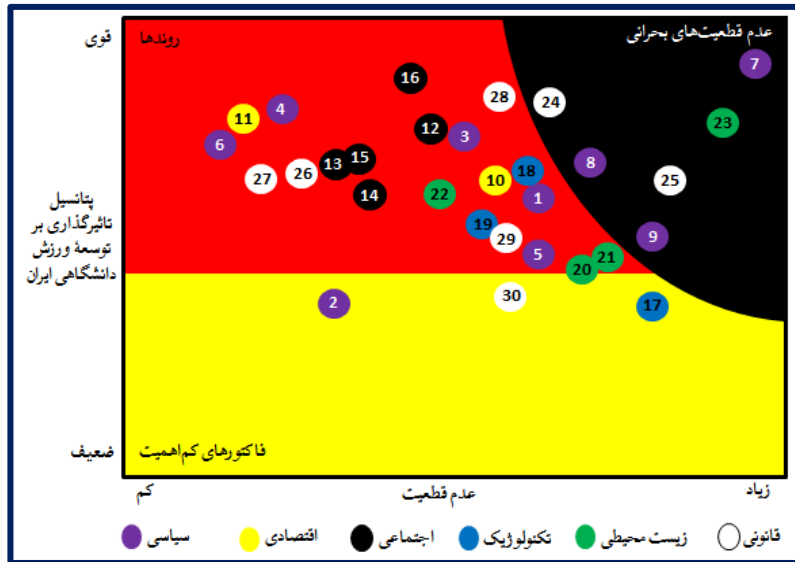 قوی
روندها
عدم قطعیت‌های بحرانی
7
16
28
24
4
11
23
12
3
6
15
13
8
18
26
10
27
25
14
22
1
19
29
9
5
21
20
پتانسیل
تاثیرگذاری بر
توسعۀ ورزش
دانشگاهی ایران
30
2
17
ضعیف
فاکتورهای کم‌اهمیت
کم
عدم قطعیت
زیاد
سیاسی
اقتصادی
اجتماعی
تکنولوژیک
زیست محیطی
قانونی